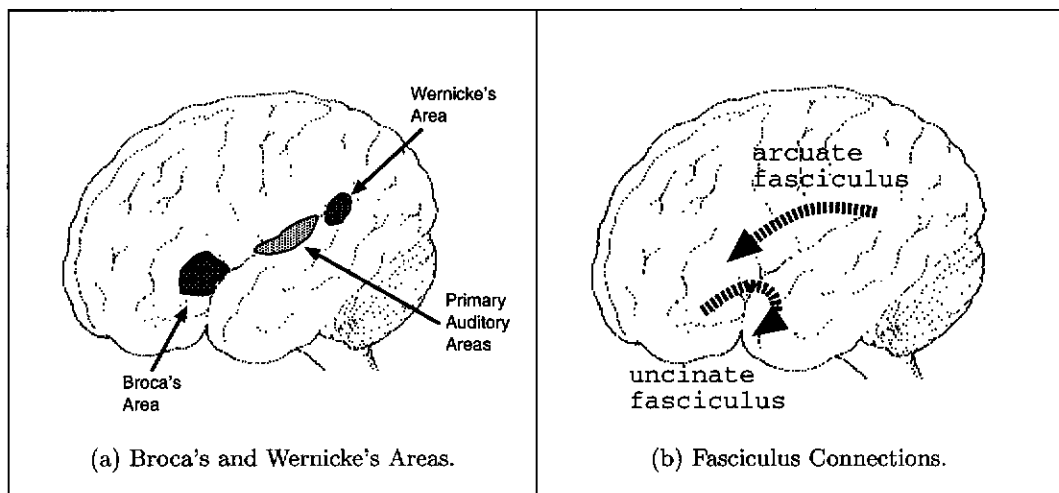 Wernicke's
Area
Primary
Auditory
Areas
Broca's
Area
(a) Broca's and Wernicke's Areas.
arcuate
fasciculus
uncinate
fasciculus
(b) Fasciculus Connections.